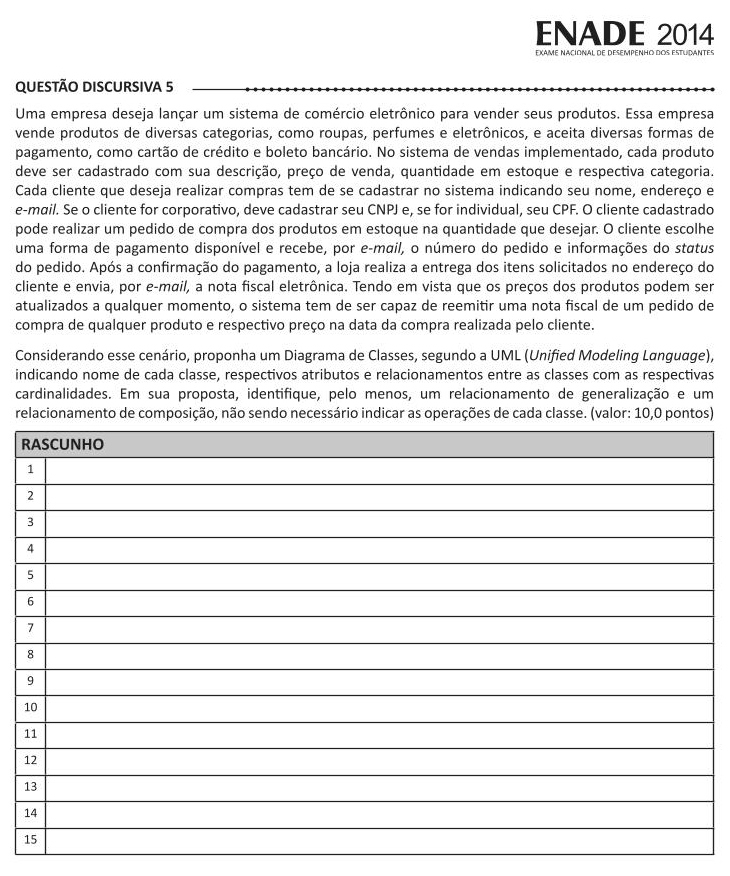 ENADE 2014
EXAME NACIONAL DE DESEMPENHO DOS ESTUDANTES
QUESTÃO DISCURSIVA 5
Uma empresa deseja lançar um sistema de comércio eletrônico para vender seus produtos. Essa empresa
vende produtos de diversas categorias, como roupas, perfumes e eletrônicos, e aceita diversas formas de
pagamento, como cartão de crédito e boleto bancário. No sistema de vendas implementado, cada produto
deve ser cadastrado com sua descrição, preço de venda, quantidade em estoque e respectiva categoria.
Cada cliente que deseja realizar compras tem de se cadastrar no sistema indicando seu nome, endereço e
e-mail. Se o cliente for corporativo, deve cadastrar seu CNPJ e, se for individual, seu CPF. O cliente cadastrado
pode realizar um pedido de compra dos produtos em estoque na quantidade que desejar. O cliente escolhe
uma forma de pagamento disponível e recebe, por e-mail, o número do pedido e informações do status
do pedido. Após a confirmação do pagamento, a loja realiza a entrega dos itens solicitados no endereço do
cliente e envia, por e-mail, a nota fiscal eletrônica. Tendo em vista que os preços dos produtos podem ser
atualizados a qualquer momento, o sistema tem de ser capaz de reemitir uma nota fiscal de um pedido de
compra de qualquer produto e respectivo preço na data da compra realizada pelo cliente.
Considerando esse cenário, proponha um Diagrama de Classes, segundo a UML (Unified Modeling Language),
indicando nome de cada classe, respectivos atributos e relacionamentos entre as classes com as respectivas
cardinalidades. Em sua proposta, identifique, pelo menos, um relacionamento de generalização e um
relacionamento de composição, não sendo necessário indicar as operações de cada classe. (valor: 10,0 pontos)
RASCUNHO
1
2
3
4
5
6
7
8
9
10
11
12
13
14
15